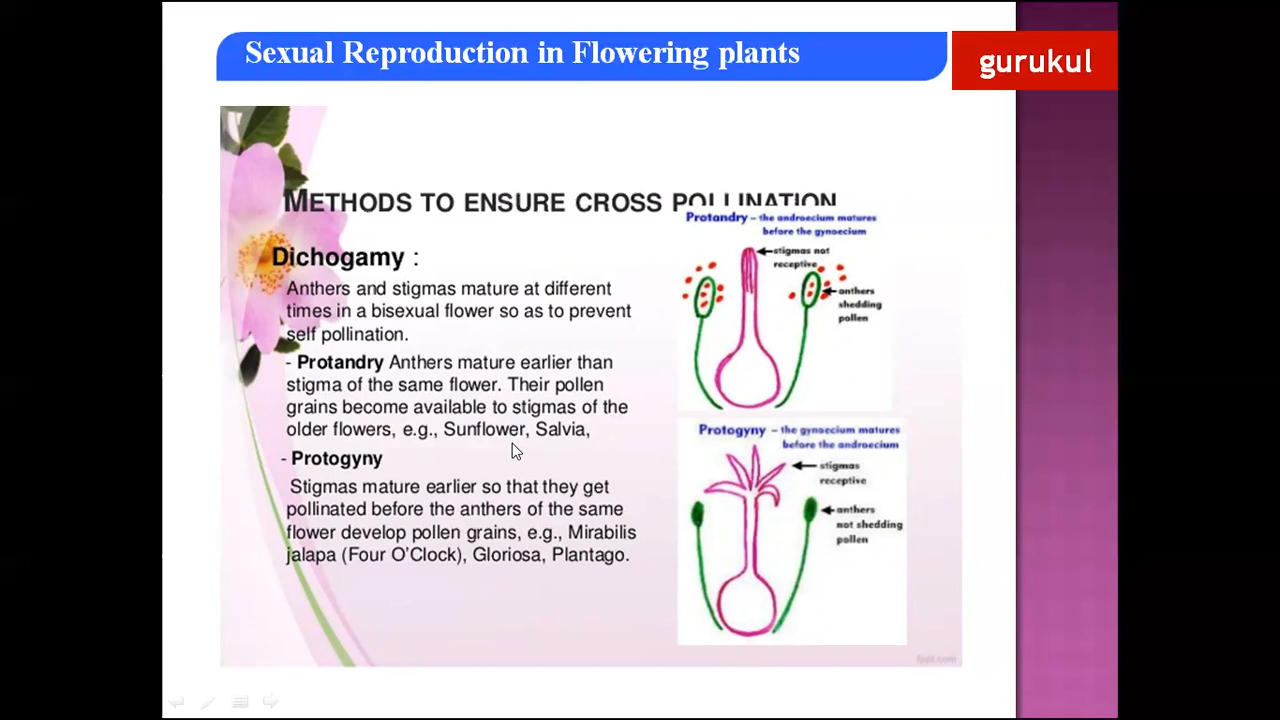 Sexual Reproduction in Flowering plants
gurukul
METHODS TO ENSURE CROSS POLLINATION
Dichogamy :
Anthers and stigmas mature at different
times in a bisexual flower so as to prevent
self pollination.
- Protandry Anthers mature earlier than
stigma of the same flower. Their pollen
grains become available to stigmas of the
older flowers, e.g., Sunflower, Salvia,
- Protogyny
Stigmas mature earlier so that they get
pollinated before the anthers of the same
flower develop pollen grains, e.g., Mirabilis
jalapa (Four O'Clock), Gloriosa, Plantago.
Protandry – the androecium matures
before the gynoecium
stigmas not
receptive
anthers
shedding
pollen
Protogyny – the gynoecium matures
before the androecium
stigmas
receptive
anthers
not shedding
pollen
fppt.com